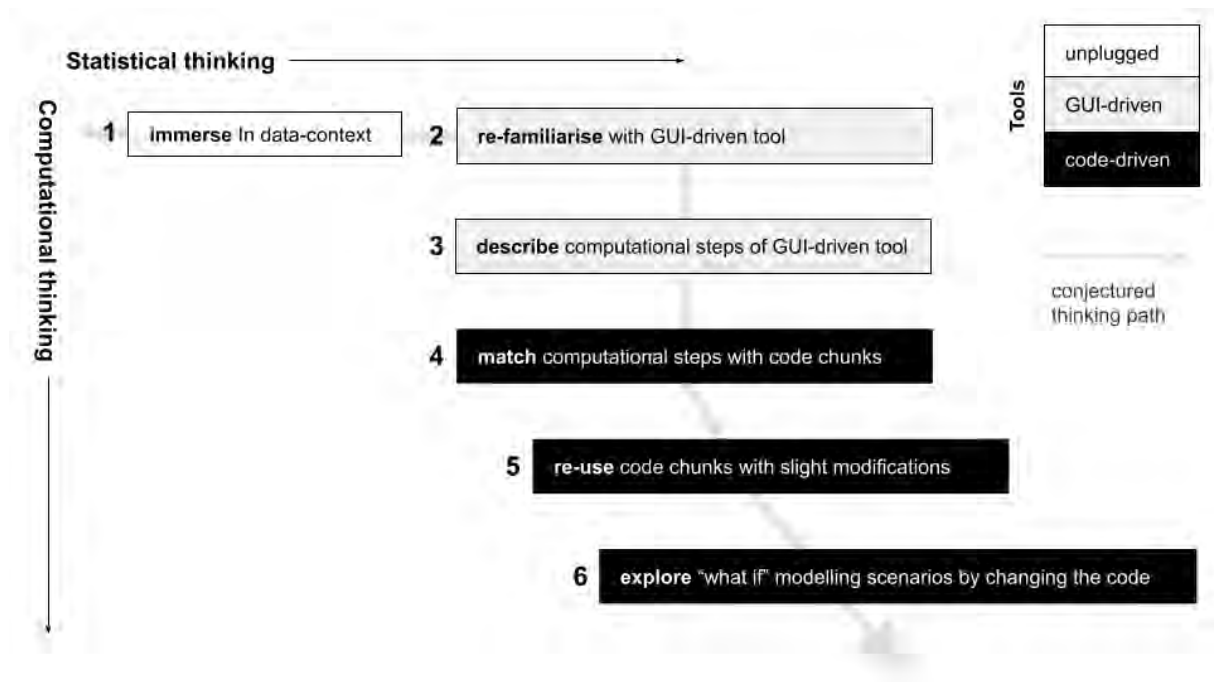 Statistical thinking
Computational thinking
1 immerse In data-context
2 re-familiarise with GUI-driven tool
3 describe computational steps of GUI-driven tool
4 match computational steps with code chunks
5 re-use code chunks with slight modifications
6 explore “what if” modelling scenarios by changing the code
Tools
unplugged
GUI-driven
code-driven
conjectured
thinking path